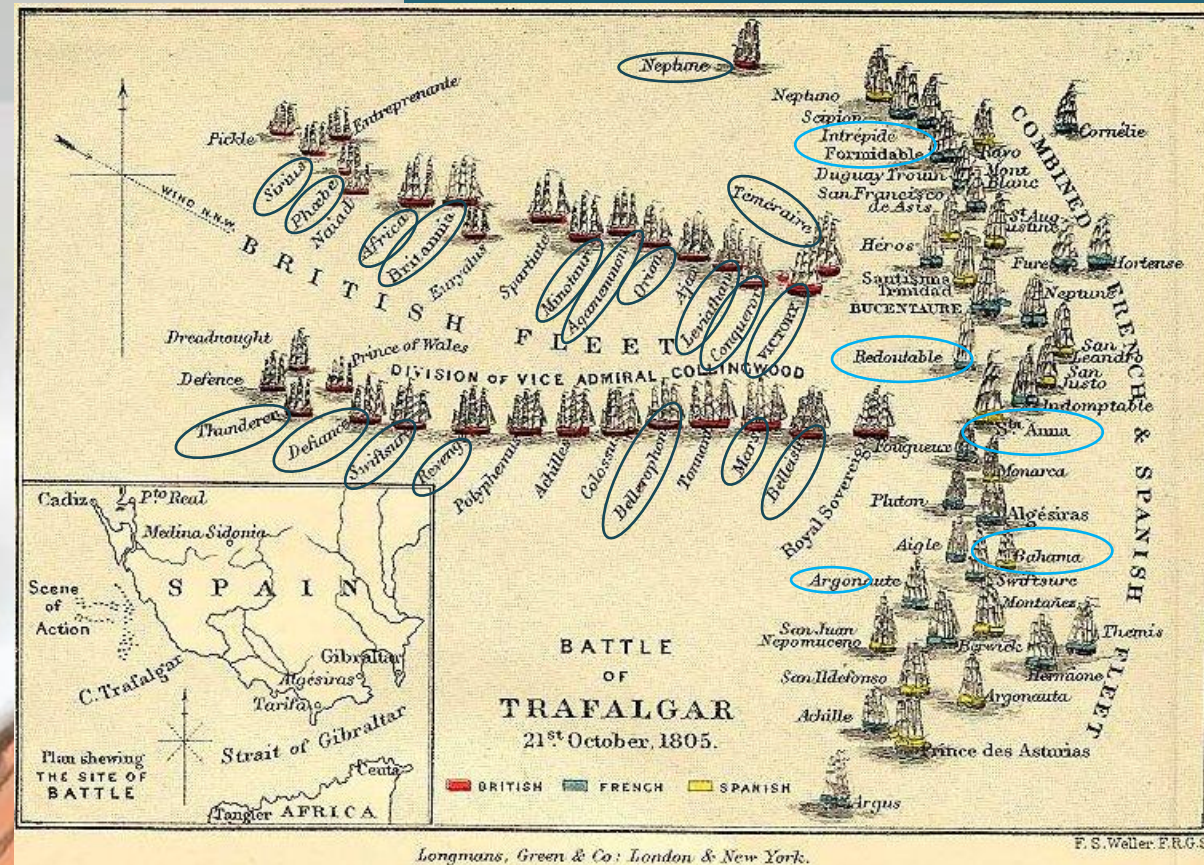 Neptune
Neptuno
Scipion
Intrépide
Formidable
Duguay Trouin
San Francisco
de Asis
Héros
Santisima
Trinidad
BUCENTAURE
Redoutable
Cornélie
Rayo
Mont
Blanc
St Aug-
ustine
Furet
Hortense
Neptune
San
Leandro
San
Justo
Indomptable
Sta. Anna
Fougueux
Monarca
Pluton
Algésiras
Aigle
Bahama
Swiftsure
Argonaute
Montañez
San Juan
Nepomuceno
Berwick
Themis
Hermione
San Ildefonso
Argonauta
Achille
Prince des Asturias
Argus
COMBINED FRENCH & SPANISH FLEET
Pickle
Entreprenante
Sirius
Phœbe
Naiad
Africa
Britannia
Euryalus
Spartiate
Minotaur
Agamemnon
Orion
Ajax
Leviathen
Conqueror
Téméraire
VICTORY
WIND N.N.W.
BRITISH FLEET
DIVISION OF VICE ADMIRAL COLLINGWOOD
Dreadnought
Prince of Wales
Defence
Thunderer
Defiance
Swiftsure
Revenge
Polyphemus
Achille
Colossus
Bellerophon
Tonnant
Mars
Belleisle
Royal Sovereign
Cadiz
Pto Real
Medina Sidonia
SPAIN
Scene
of
Action
C. Trafalgar
Gibraltar
Algésiras
Tarifa
Strait of Gibraltar
Ceuta
Tangier AFRICA
Plan shewing
THE SITE OF
BATTLE
BATTLE
OF
TRAFALGAR
21st October, 1805.
BRITISH FRENCH SPANISH
F. S. Weller. F.R.G.S.
Longmans, Green & Co: London & New York.